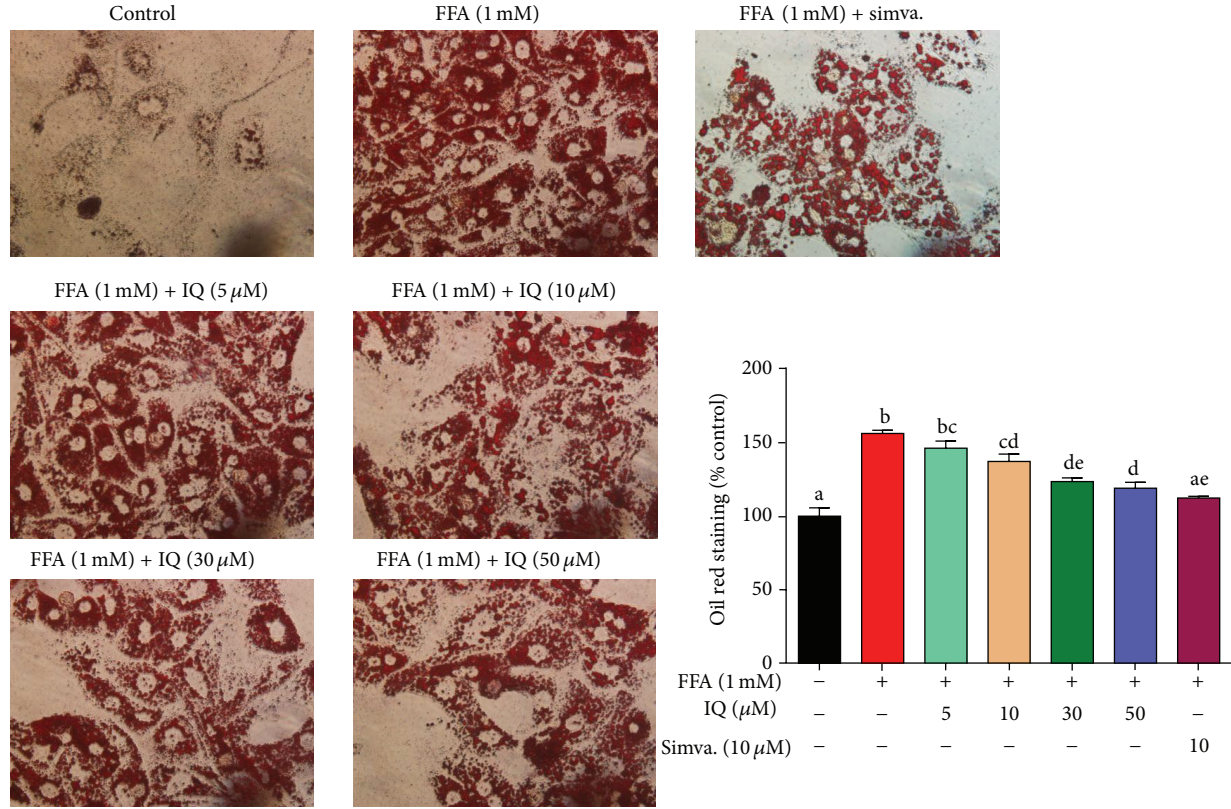 Control
FFA (1 mM)
FFA (1 mM) + simva.
FFA (1 mM) + IQ (5 μM)
FFA (1 mM) + IQ (10 μM)
FFA (1 mM) + IQ (30 μM)
FFA (1 mM) + IQ (50 μM)
Oil red staining (% control)
200
150
100
50
0
a
b
bc
cd
de
d
ae
FFA (1 mM) − + + + + + +
IQ (μM) − − 5 10 30 50 −
Simva. (10 μM) − − − − − − 10